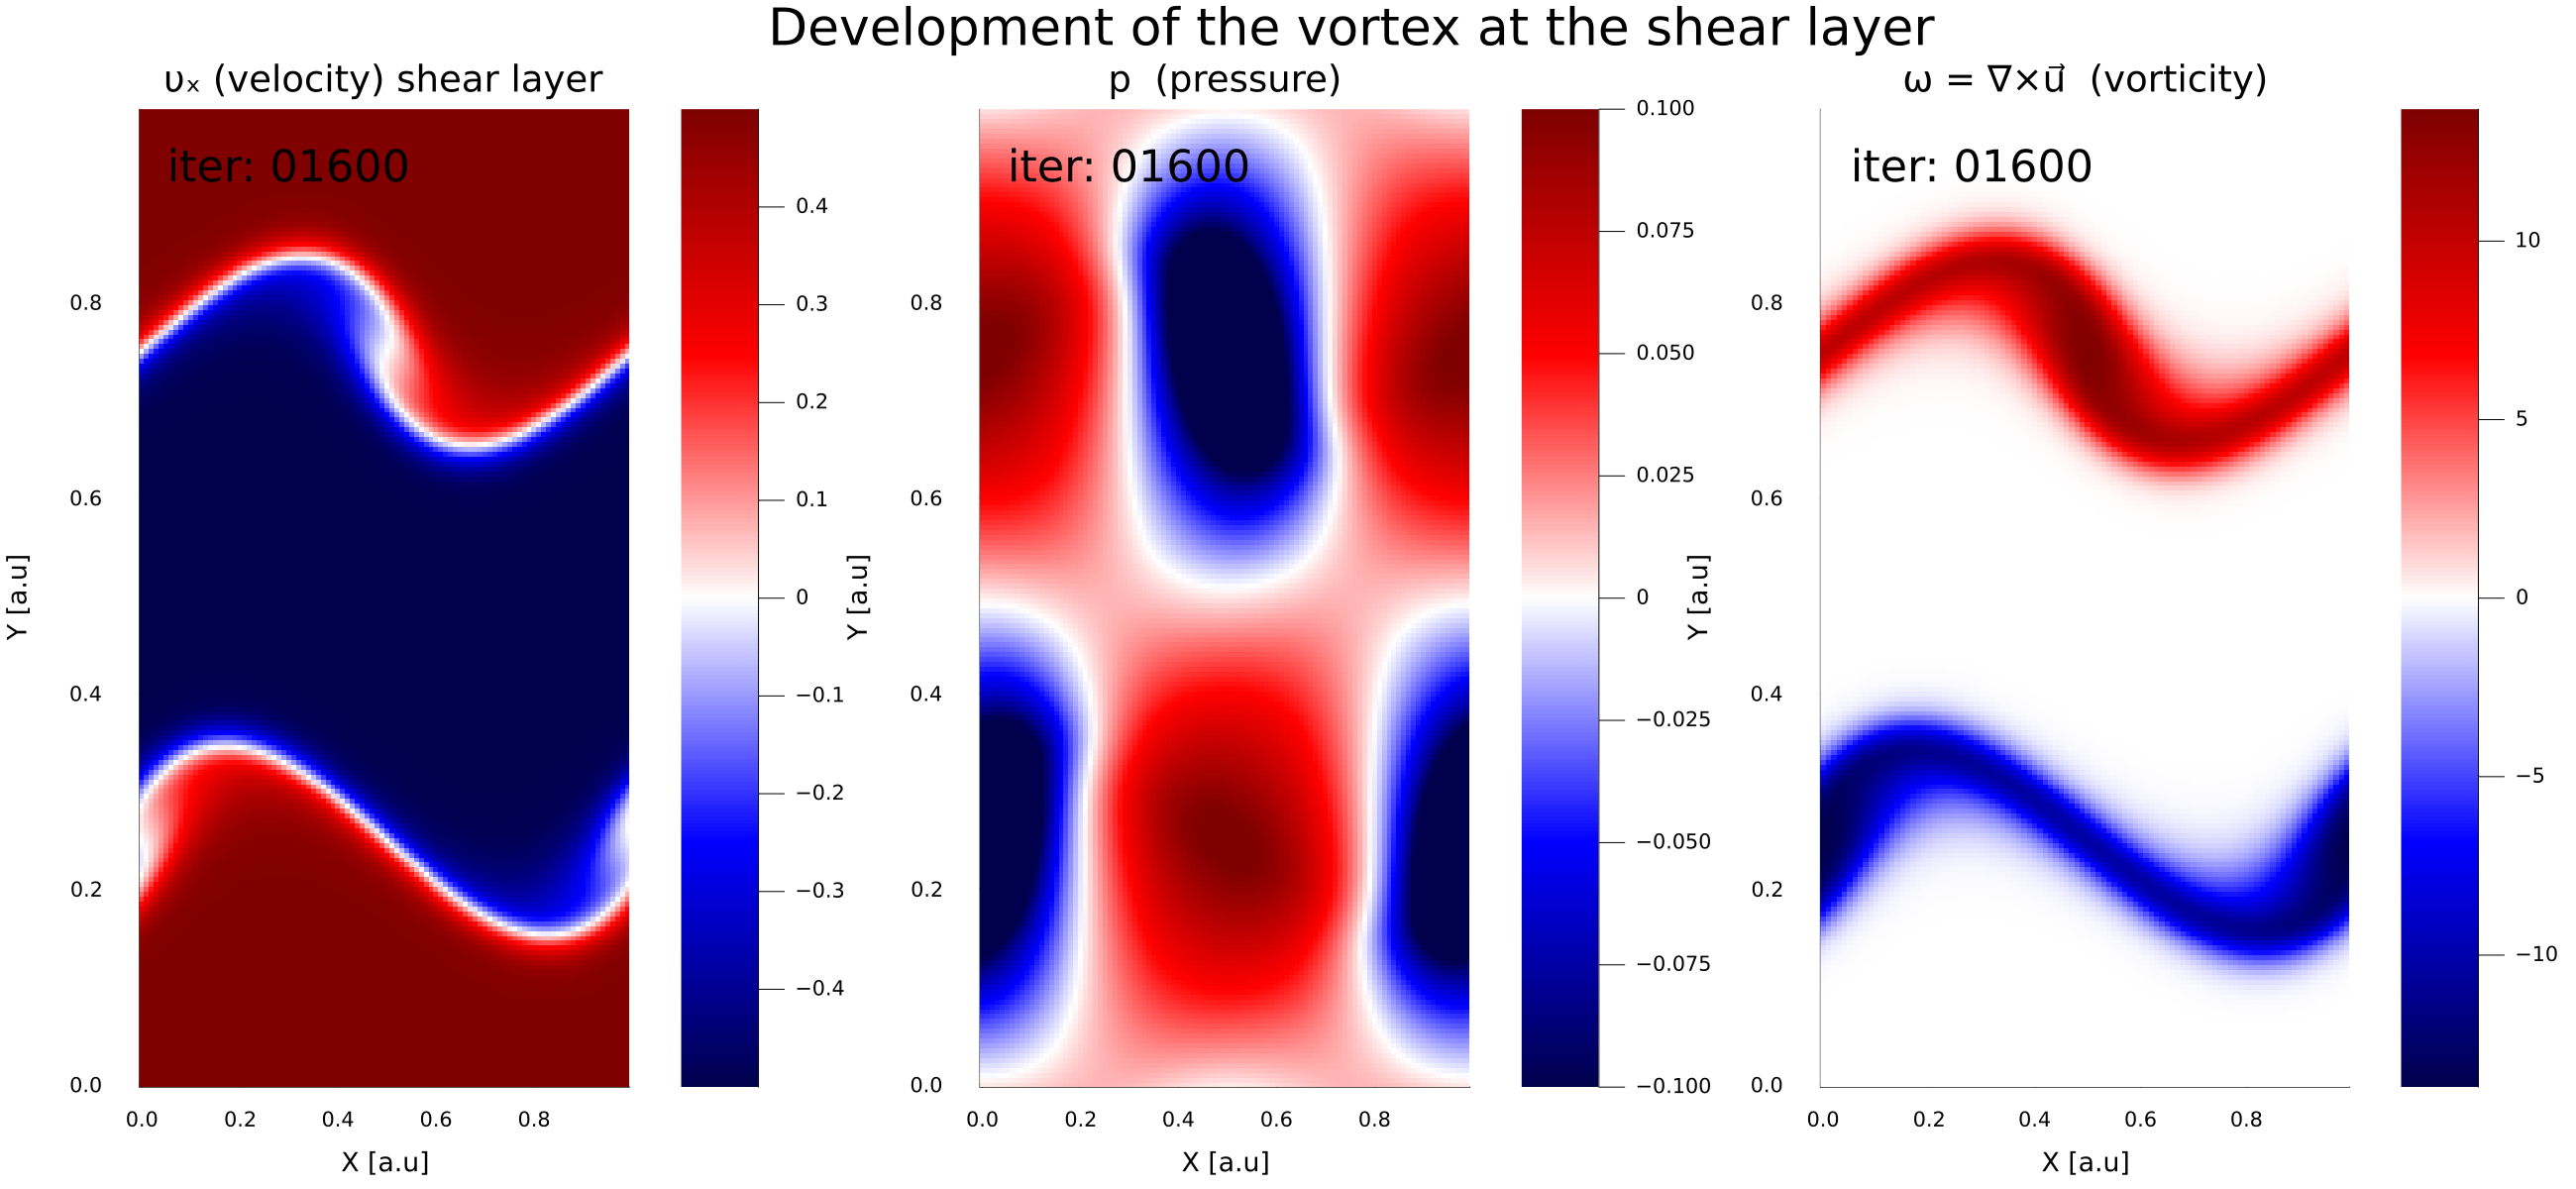 Development of the vortex at the shear layer
υₓ (velocity) shear layer
iter: 01600
0.8
0.6
0.4
0.2
0.0
Y [a.u]
0.0 0.2 0.4 0.6 0.8
X [a.u]
0.4
0.3
0.2
0.1
0
−0.1
−0.2
−0.3
−0.4
p (pressure)
iter: 01600
0.8
0.6
0.4
0.2
0.0
Y [a.u]
0.0 0.2 0.4 0.6 0.8
X [a.u]
0.100
0.075
0.050
0.025
0
−0.025
−0.050
−0.075
−0.100
ω = ∇×u⃗ (vorticity)
iter: 01600
0.8
0.6
0.4
0.2
0.0
Y [a.u]
0.0 0.2 0.4 0.6 0.8
X [a.u]
10
5
0
−5
−10